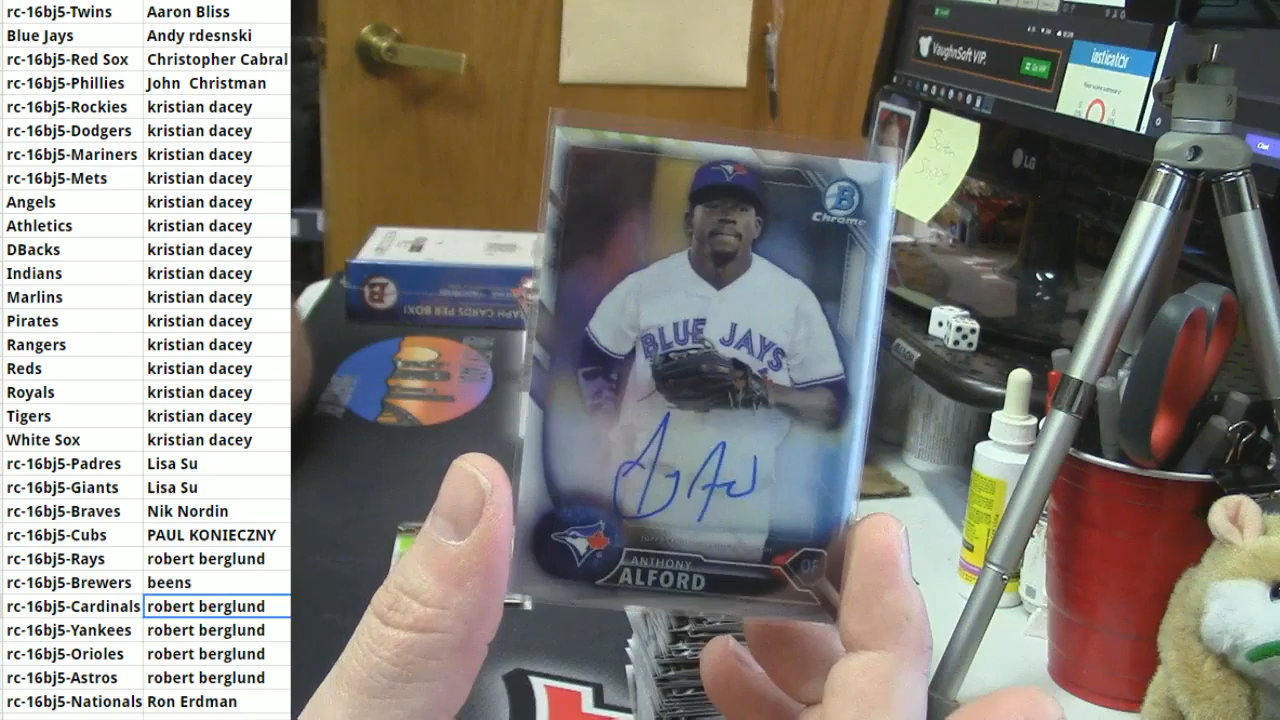 rc-16bj5-Twins Aaron Bliss
Blue Jays Andy rdesnski
rc-16bj5-Red Sox Christopher Cabral
rc-16bj5-Phillies John Christman
rc-16bj5-Rockies kristian dacey
rc-16bj5-Dodgers kristian dacey
rc-16bj5-Mariners kristian dacey
rc-16bj5-Mets kristian dacey
Angels kristian dacey
Athletics kristian dacey
DBacks kristian dacey
Indians kristian dacey
Marlins kristian dacey
Pirates kristian dacey
Rangers kristian dacey
Reds kristian dacey
Royals kristian dacey
Tigers kristian dacey
White Sox kristian dacey
rc-16bj5-Padres Lisa Su
rc-16bj5-Giants Lisa Su
rc-16bj5-Braves Nik Nordin
rc-16bj5-Cubs PAUL KONIECZNY
rc-16bj5-Rays robert berglund
rc-16bj5-Brewers beens
rc-16bj5-Cardinals robert berglund
rc-16bj5-Yankees robert berglund
rc-16bj5-Orioles robert berglund
rc-16bj5-Astros robert berglund
rc-16bj5-Nationals Ron Erdman
VaughnSoft VIP.
insticator
LG
B
Chrome
BLUE JAYS
ANTHONY
ALFORD
OF
B
APH CARDS PER BOX!